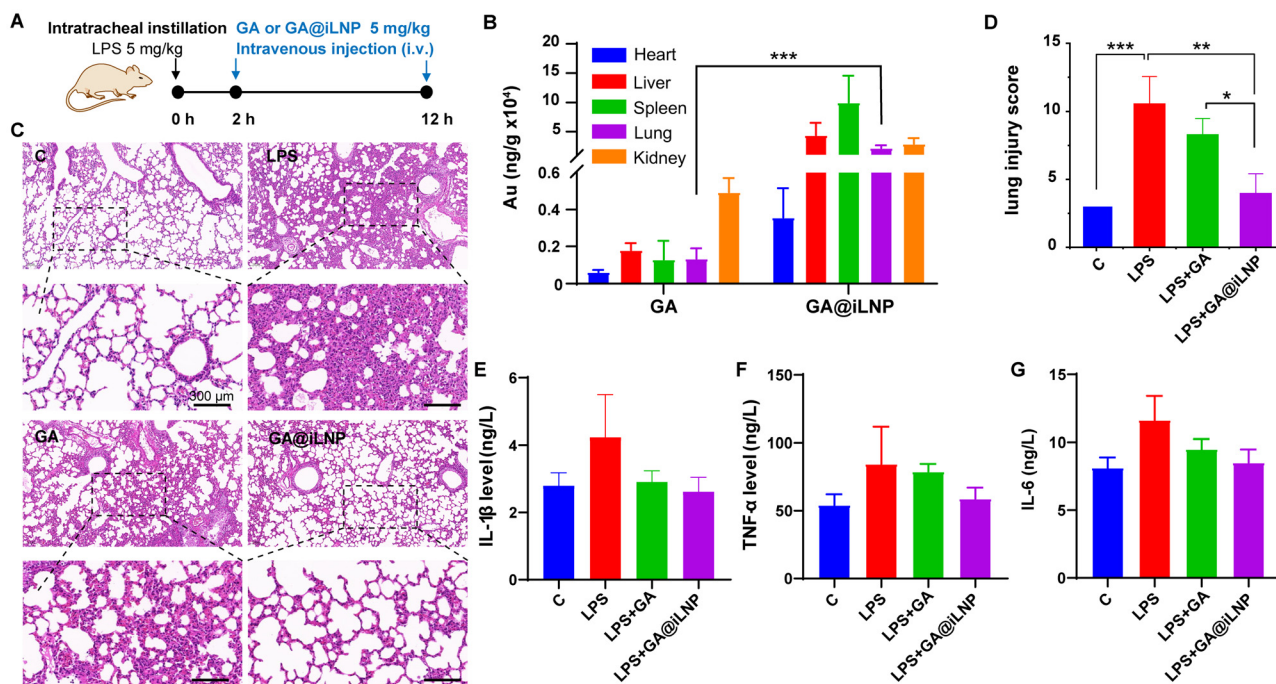 A
Intratracheal instillation
LPS 5 mg/kg
GA or GA@iLNP 5 mg/kg
Intravenous injection (i.v.)
0 h
2 h
12 h
B
Au (ng/g x10⁴)
20
15
10
5
0.6
0.4
0.2
0
Heart
Liver
Spleen
Lung
Kidney
***
GA
GA@iLNP
D
lung injury score
15
10
5
0
***
**
*
C
LPS
LPS+GA
LPS+GA@iLNP
C
C
LPS
300 µm
GA
GA@iLNP
E
IL-1β level (ng/L)
6
4
2
0
C
LPS
LPS+GA
LPS+GA@iLNP
F
TNF-α level (ng/L)
150
100
50
0
C
LPS
LPS+GA
LPS+GA@iLNP
G
IL-6 (ng/L)
15
10
5
0
C
LPS
LPS+GA
LPS+GA@iLNP